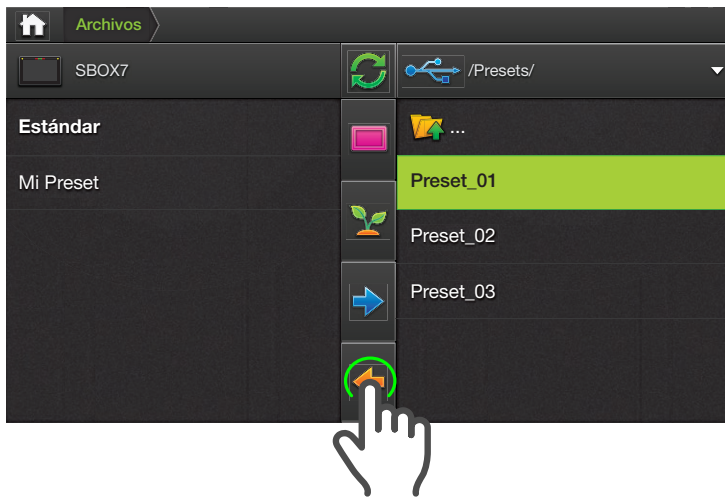 Archivos
SBOX7
/Presets/
Estándar
...
Mi Preset
Preset_01
Preset_02
Preset_03